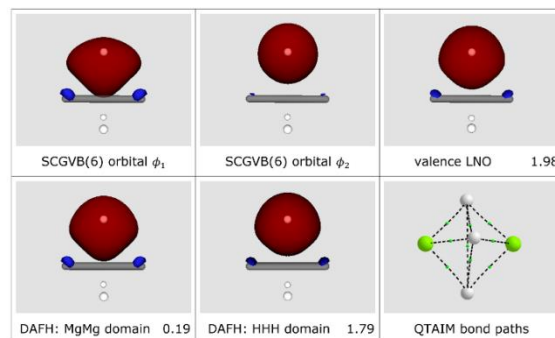 SCGVB(6) orbital ϕ₁
SCGVB(6) orbital ϕ₂
valence LNO 1.98
DAFH: MgMg domain 0.19
DAFH: HHH domain 1.79
QTAIM bond paths